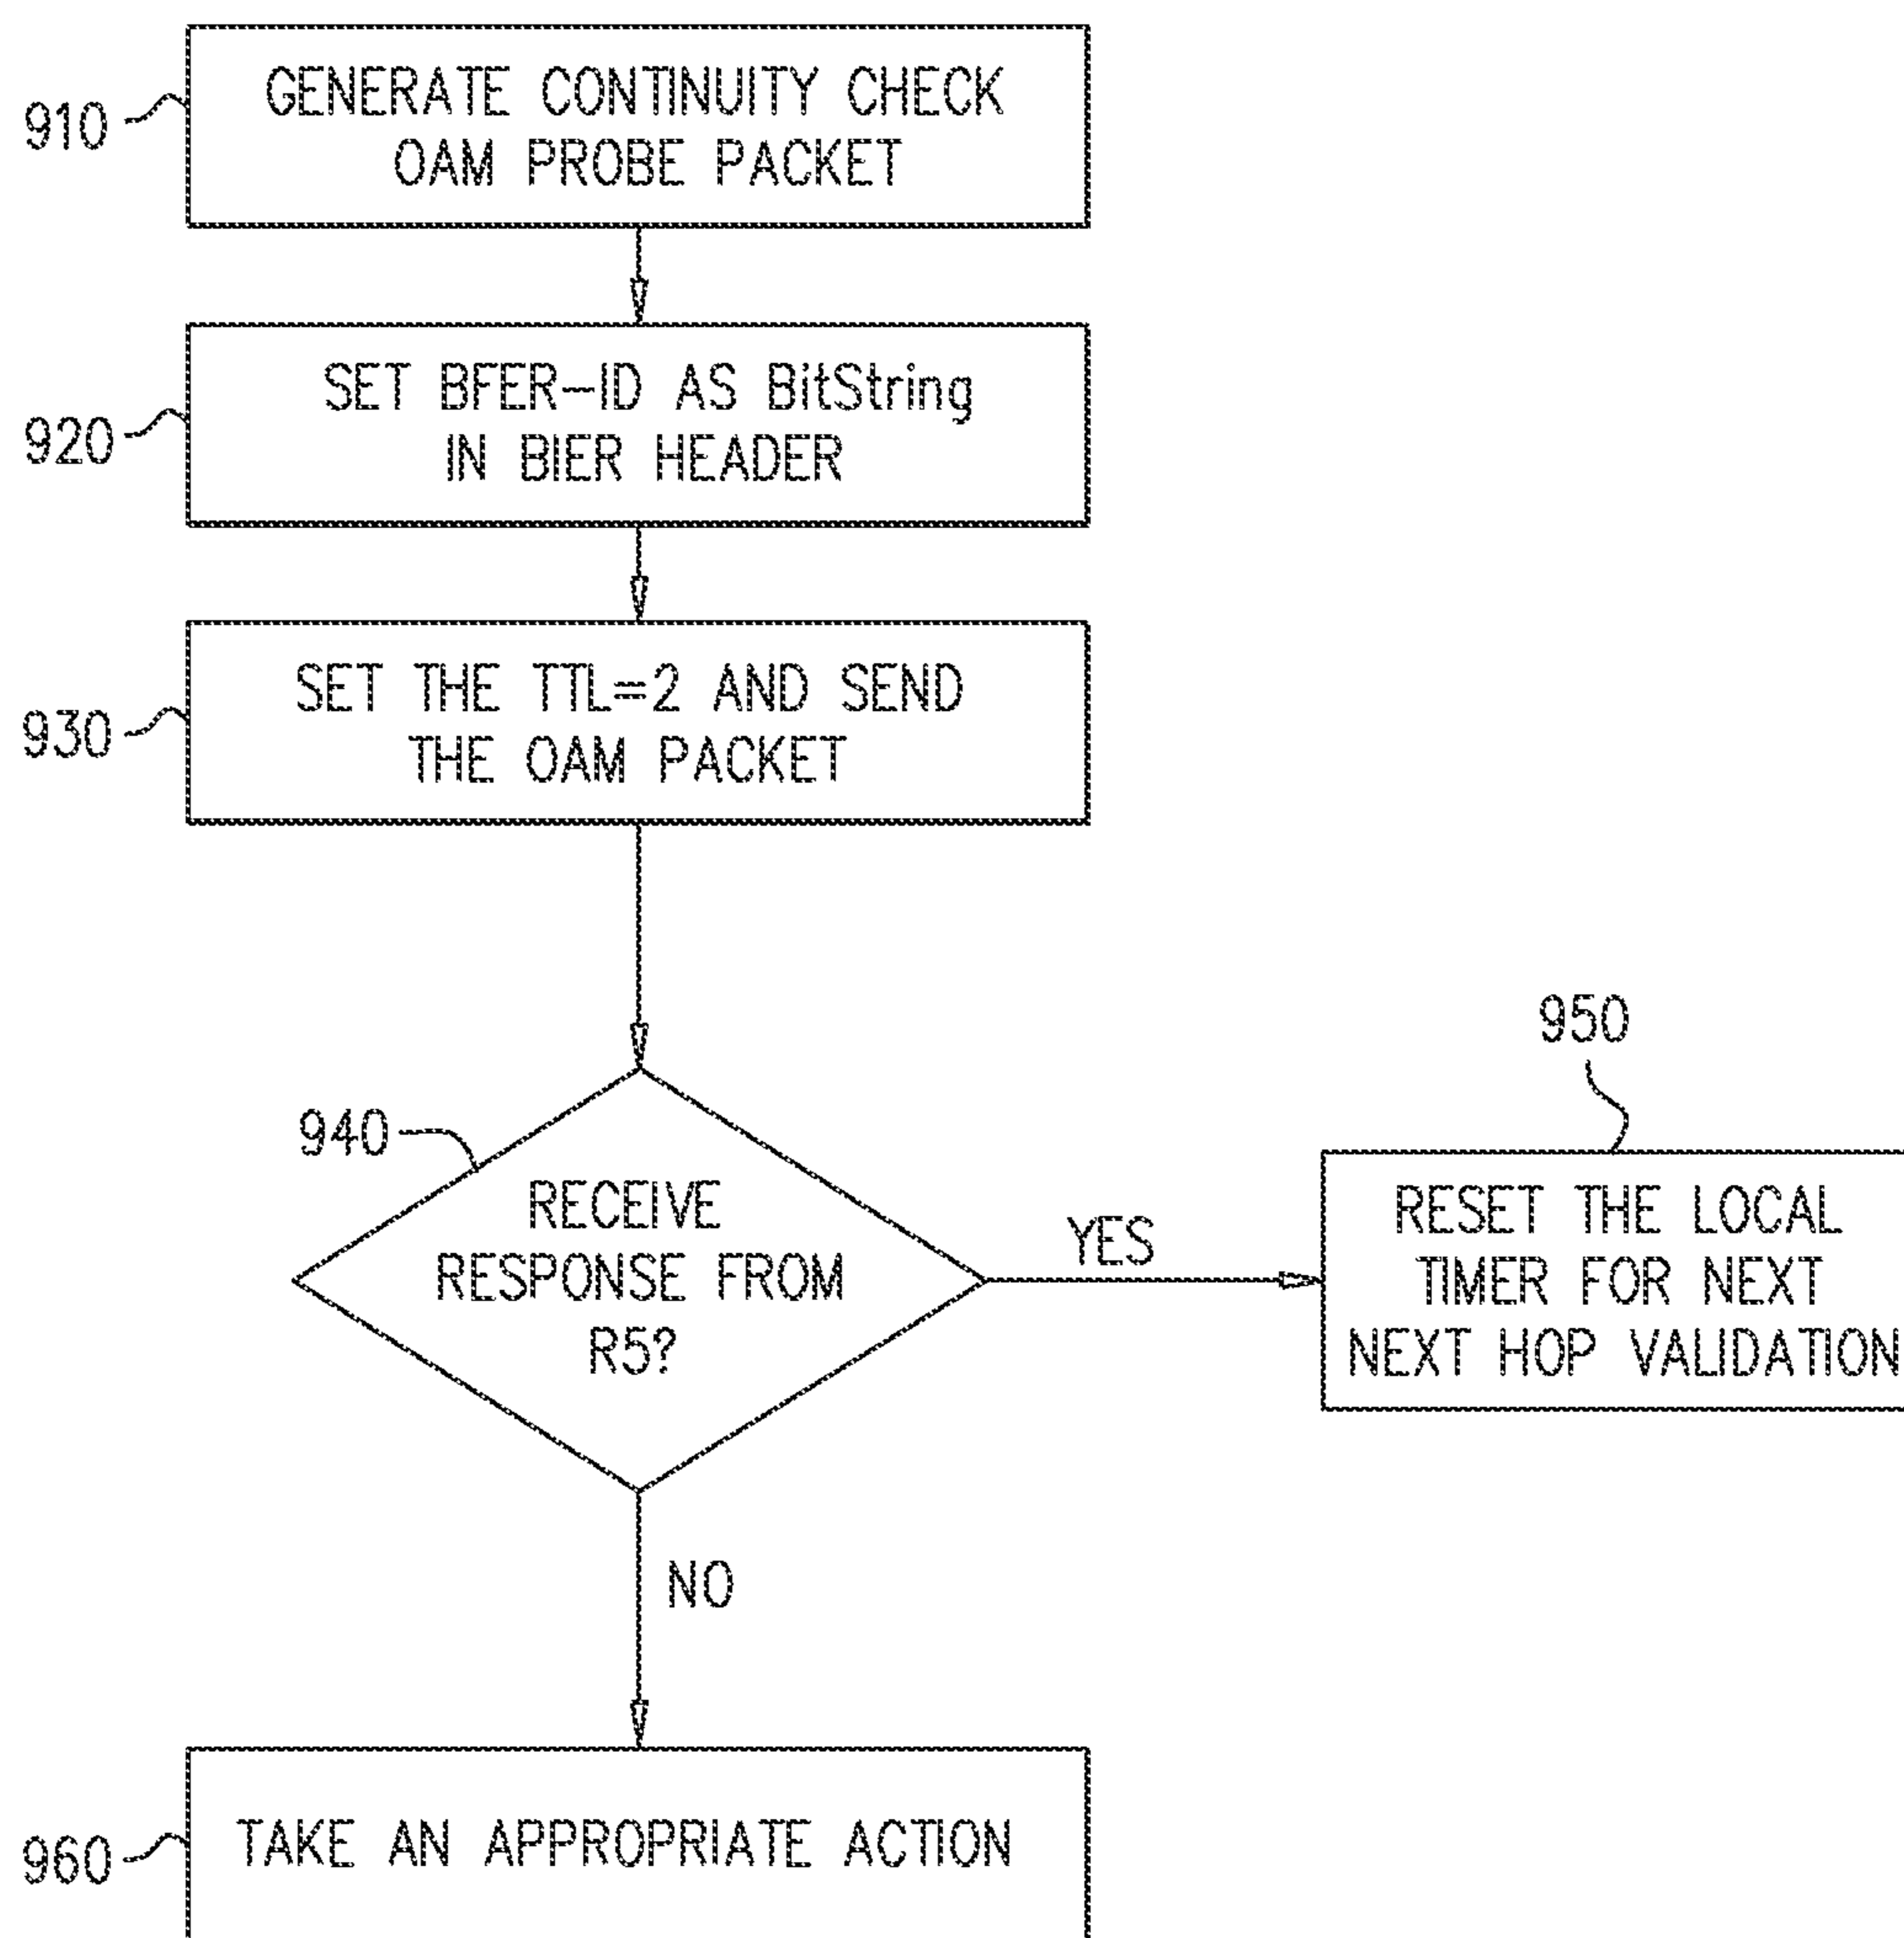 910
GENERATE CONTINUITY CHECK
OAM PROBE PACKET
920
SET BFER-ID AS BitString
IN BIER HEADER
930
SET THE TTL=2 AND SEND
THE OAM PACKET
940
RECEIVE
RESPONSE FROM
R5?
YES
950
RESET THE LOCAL
TIMER FOR NEXT
NEXT HOP VALIDATION
NO
960
TAKE AN APPROPRIATE ACTION